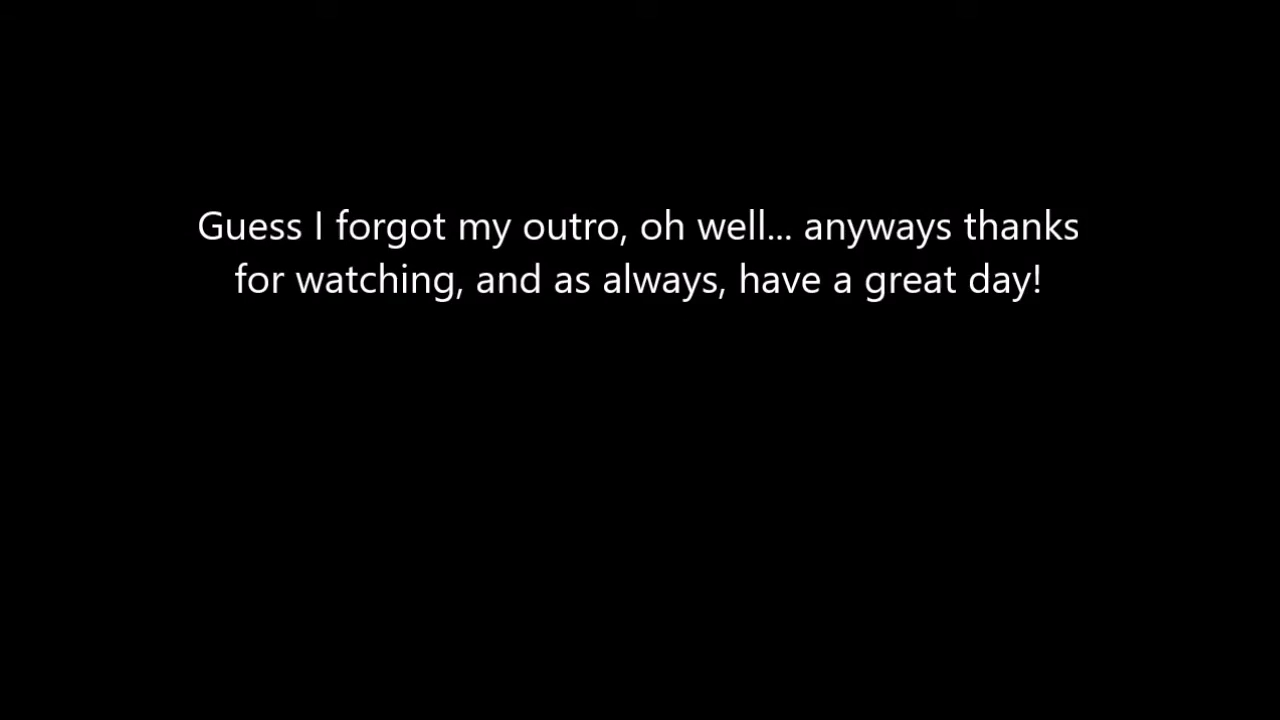 Guess I forgot my outro, oh well... anyways thanks
for watching, and as always, have a great day!